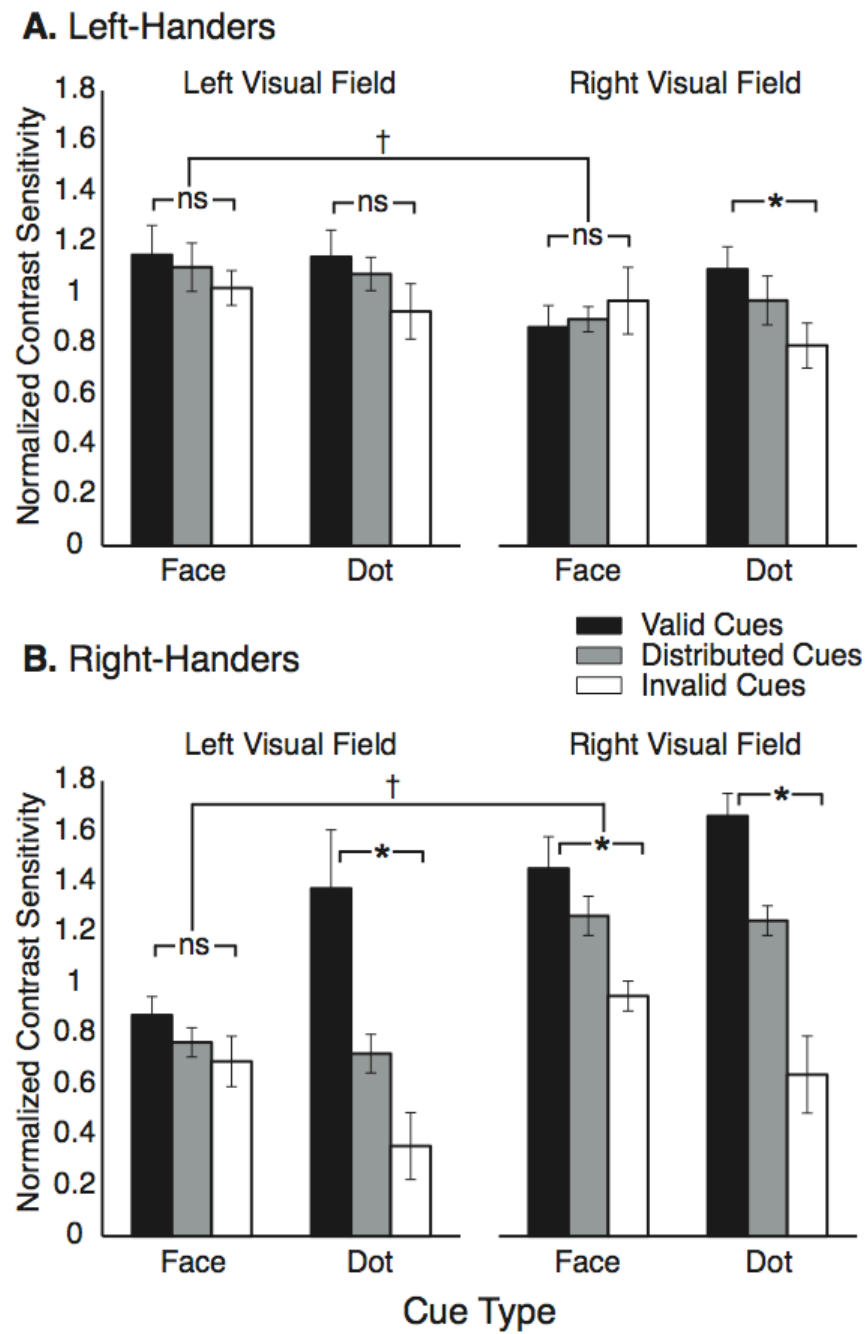 A. Left-Handers
Left Visual Field
Right Visual Field
Normalized Contrast Sensitivity
1.8
1.6
1.4
1.2
1
0.8
0.6
0.4
0.2
0
†
ns
ns
ns
*
Face
Dot
Face
Dot
Valid Cues
Distributed Cues
Invalid Cues
B. Right-Handers
Left Visual Field
Right Visual Field
Normalized Contrast Sensitivity
1.8
1.6
1.4
1.2
1
0.8
0.6
0.4
0.2
0
†
ns
*
*
*
Face
Dot
Face
Dot
Cue Type